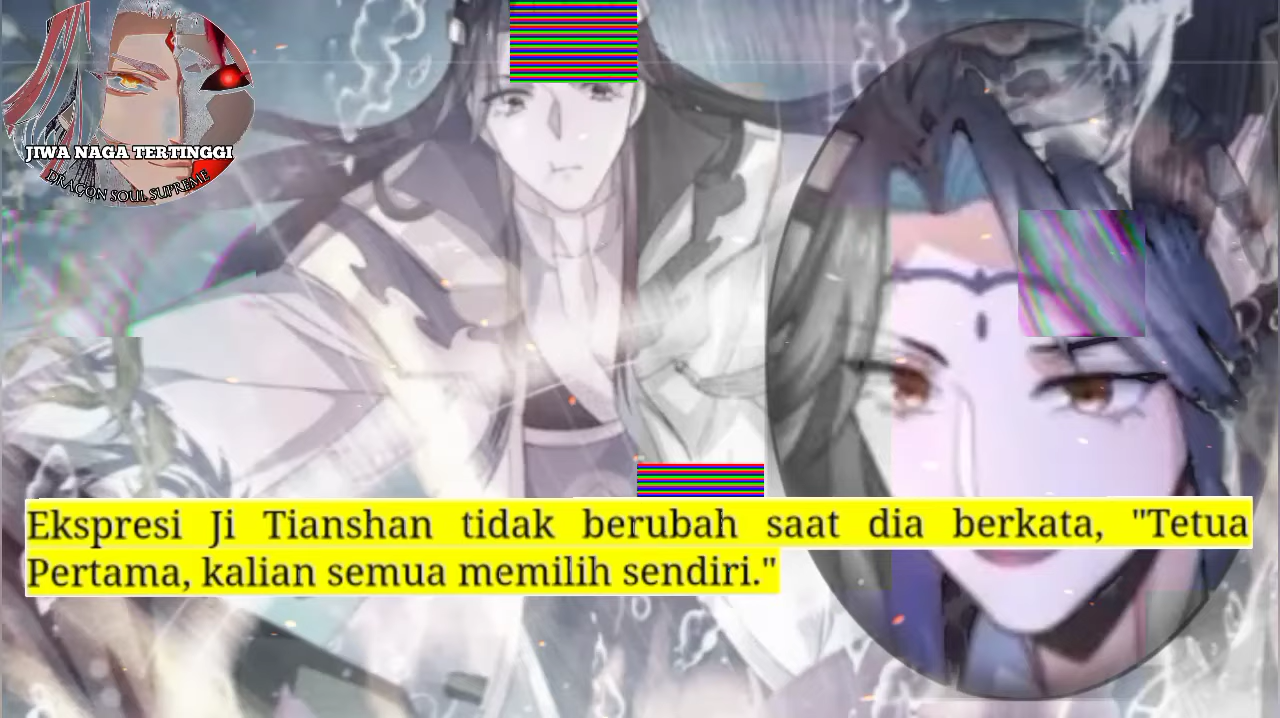 JIWA NAGA TERTINGGI
DRAGON SOUL SUPREME
Ekspresi Ji Tianshan tidak berubah saat dia berkata, "Tetua
Pertama, kalian semua memilih sendiri."